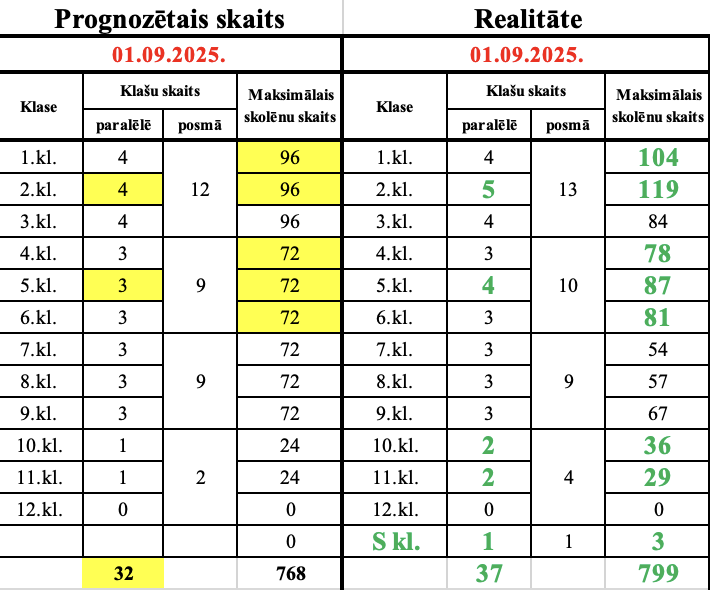 Prognozētais skaits Realitāte
01.09.2025. 01.09.2025.
Klase Klašu skaits Maksimālais skolēnu skaits Klase Klašu skaits Maksimālais skolēnu skaits
paralēlē posmā paralēlē posmā
1.kl. 4 96 1.kl. 4 104
2.kl. 4 12 96 2.kl. 5 13 119
3.kl. 4 96 3.kl. 4 84
4.kl. 3 72 4.kl. 3 78
5.kl. 3 9 72 5.kl. 4 10 87
6.kl. 3 72 6.kl. 3 81
7.kl. 3 72 7.kl. 3 54
8.kl. 3 9 72 8.kl. 3 9 57
9.kl. 3 72 9.kl. 3 67
10.kl. 1 24 10.kl. 2 36
11.kl. 1 2 24 11.kl. 2 4 29
12.kl. 0 0 12.kl. 0 0
0 S kl. 1 1 3
32 768 37 799